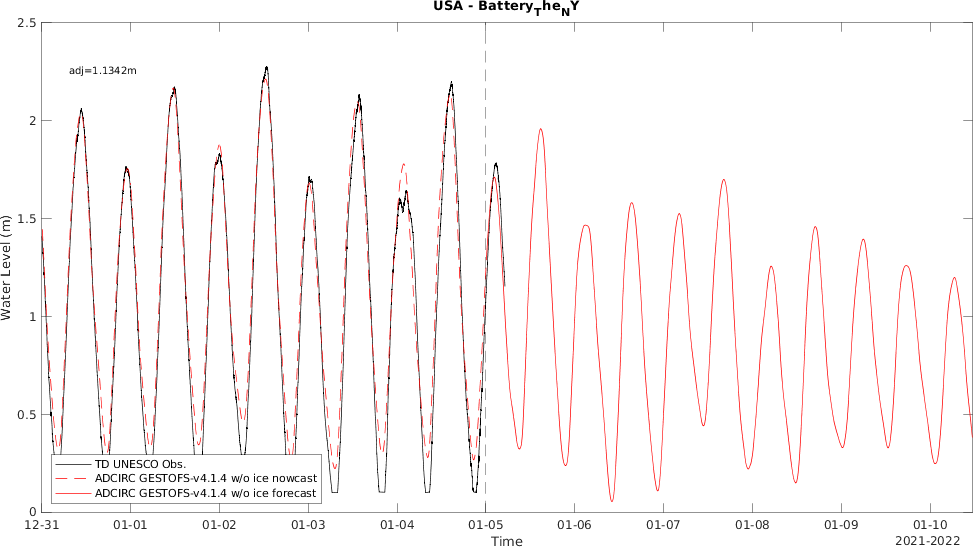 USA - BatteryTheNY
adj=1.1342m
2.5
2
1.5
1
0.5
0
Water Level (m)
TD UNESCO Obs.
ADCIRC GESTOFS-v4.1.4 w/o ice nowcast
ADCIRC GESTOFS-v4.1.4 w/o ice forecast
12-31 01-01 01-02 01-03 01-04 01-05 01-06 01-07 01-08 01-09 01-10
Time
2021-2022